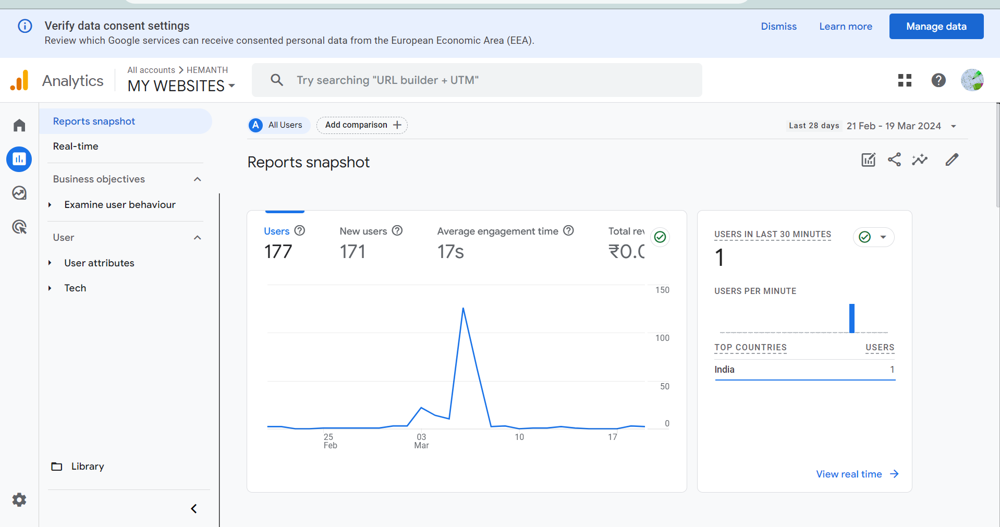 Verify data consent settings
Review which Google services can receive consented personal data from the European Economic Area (EEA).
Dismiss
Learn more
Manage data
Analytics
All accounts > HEMANTH
MY WEBSITES
Try searching "URL builder + UTM"
Reports snapshot
Real-time
Business objectives
Examine user behaviour
User
User attributes
Tech
Library
A All Users
Add comparison +
Last 28 days 21 Feb - 19 Mar 2024
Reports snapshot
Users
177
New users
171
Average engagement time
17s
Total rev
₹0.0
150
100
50
0
25
Feb
03
Mar
10
17
USERS IN LAST 30 MINUTES
1
USERS PER MINUTE
TOP COUNTRIES USERS
India 1
View real time